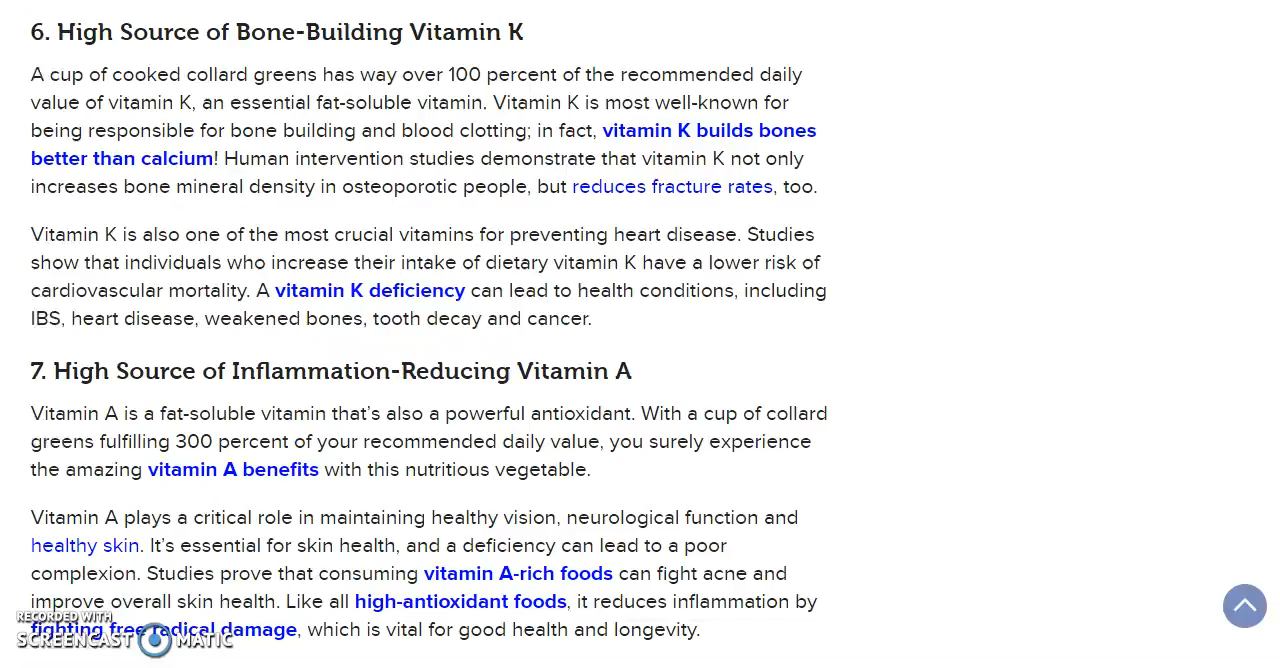 6. High Source of Bone-Building Vitamin K
A cup of cooked collard greens has way over 100 percent of the recommended daily
value of vitamin K, an essential fat-soluble vitamin. Vitamin K is most well-known for
being responsible for bone building and blood clotting; in fact, vitamin K builds bones
better than calcium! Human intervention studies demonstrate that vitamin K not only
increases bone mineral density in osteoporotic people, but reduces fracture rates, too.
Vitamin K is also one of the most crucial vitamins for preventing heart disease. Studies
show that individuals who increase their intake of dietary vitamin K have a lower risk of
cardiovascular mortality. A vitamin K deficiency can lead to health conditions, including
IBS, heart disease, weakened bones, tooth decay and cancer.
7. High Source of Inflammation-Reducing Vitamin A
Vitamin A is a fat-soluble vitamin that’s also a powerful antioxidant. With a cup of collard
greens fulfilling 300 percent of your recommended daily value, you surely experience
the amazing vitamin A benefits with this nutritious vegetable.
Vitamin A plays a critical role in maintaining healthy vision, neurological function and
healthy skin. It’s essential for skin health, and a deficiency can lead to a poor
complexion. Studies prove that consuming vitamin A-rich foods can fight acne and
improve overall skin health. Like all high-antioxidant foods, it reduces inflammation by
fighting free radical damage, which is vital for good health and longevity.
RECORDED WITH
SCREENCAST MATIC